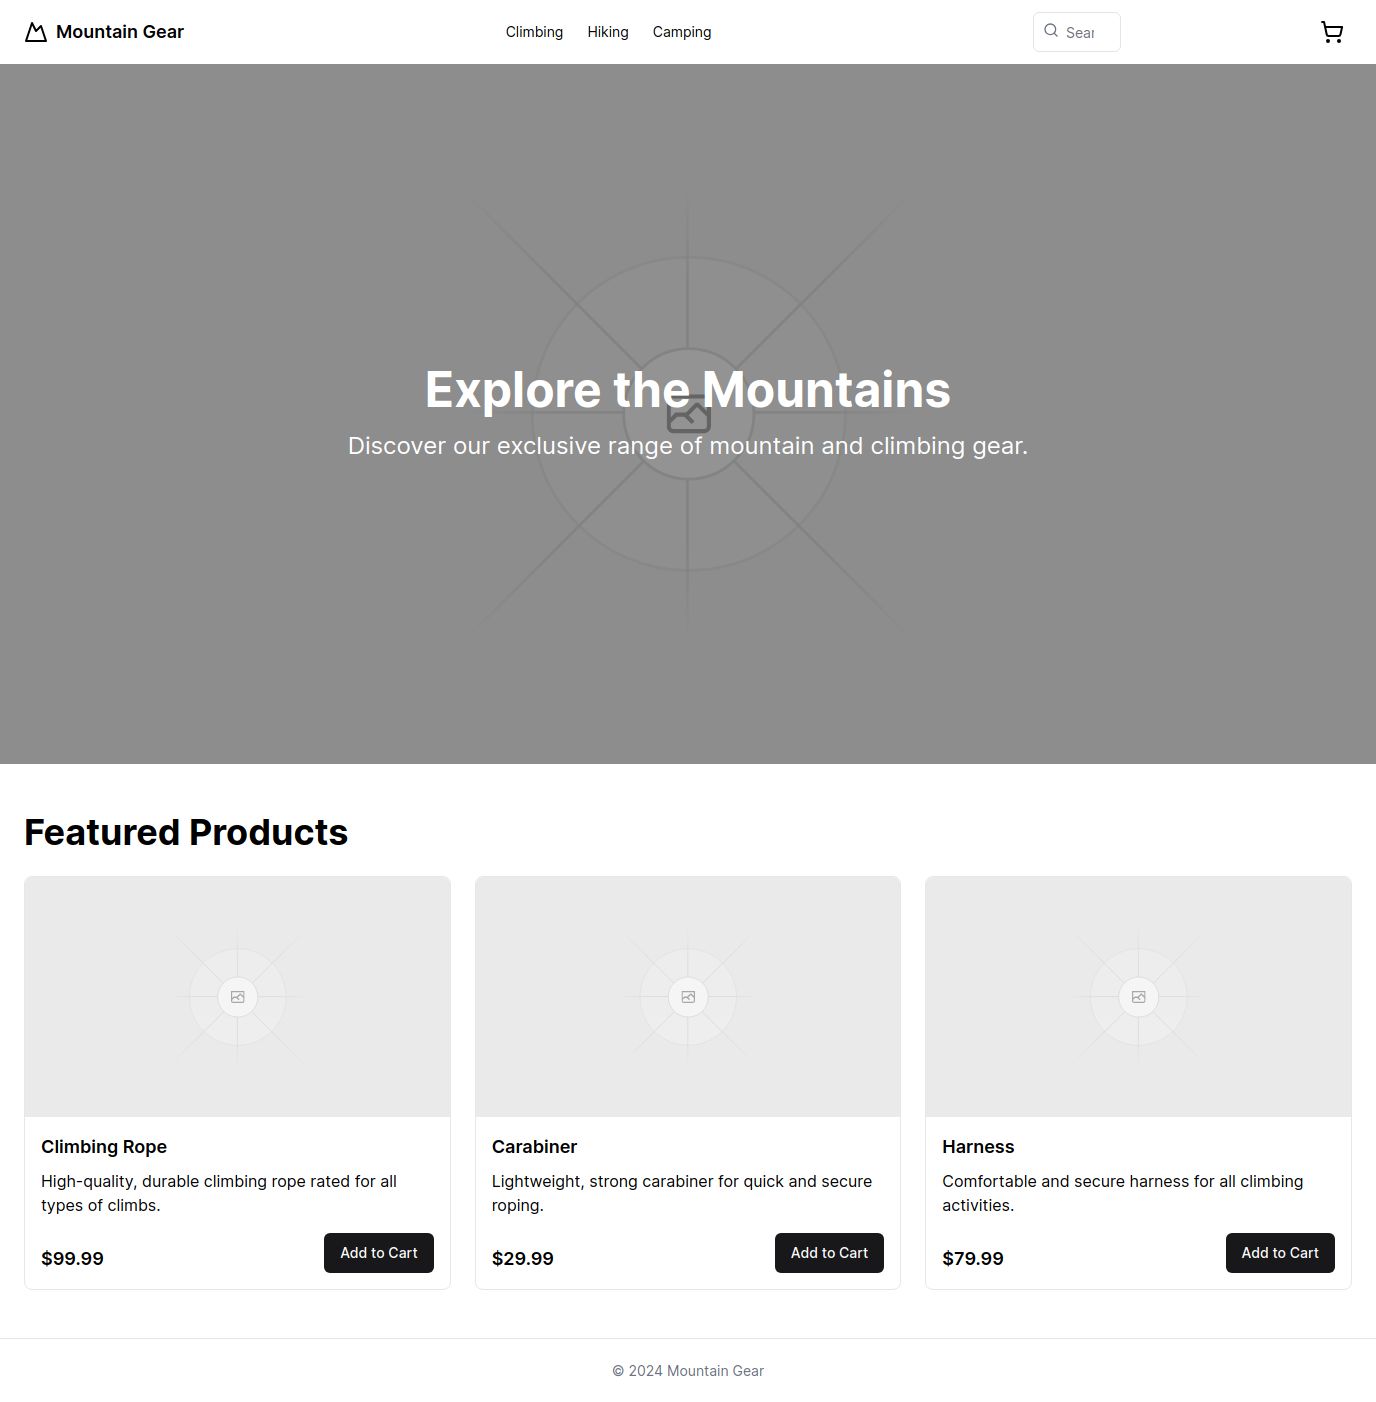 Mountain Gear
Climbing
Hiking
Camping
Sear
Explore the Mountains
Discover our exclusive range of mountain and climbing gear.
Featured Products
Climbing Rope
High-quality, durable climbing rope rated for all
types of climbs.
$99.99
Add to Cart
Carabiner
Lightweight, strong carabiner for quick and secure
roping.
$29.99
Add to Cart
Harness
Comfortable and secure harness for all climbing
activities.
$79.99
Add to Cart
© 2024 Mountain Gear